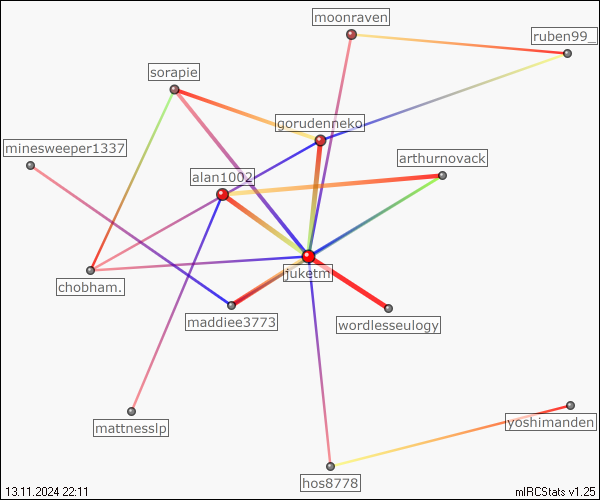 moonraven
ruben99_
sorapie
gorudenneko
minesweeper1337
arthurnovack
alan1002
juketm
chobham.
maddiee3773
wordlesseulogy
mattnesslp
yoshimanden
hos8778
13.11.2024 22:11
mIRCStats v1.25